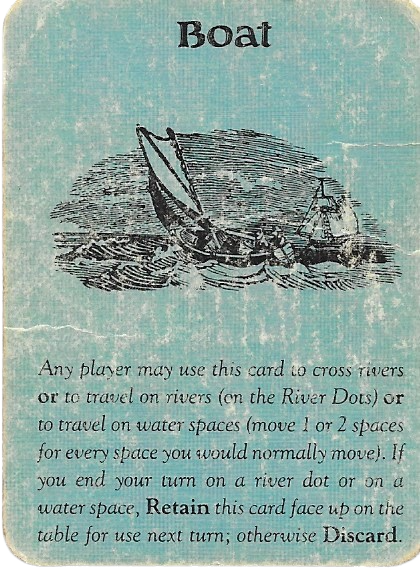 Boat
Any player may use this card to cross rivers
or to travel on rivers (on the River Dots) or
to travel on water spaces (move 1 or 2 spaces
for every space you would normally move). If
you end your turn on a river dot or on a
water space, Retain this card face up on the
table for use next turn; otherwise Discard.